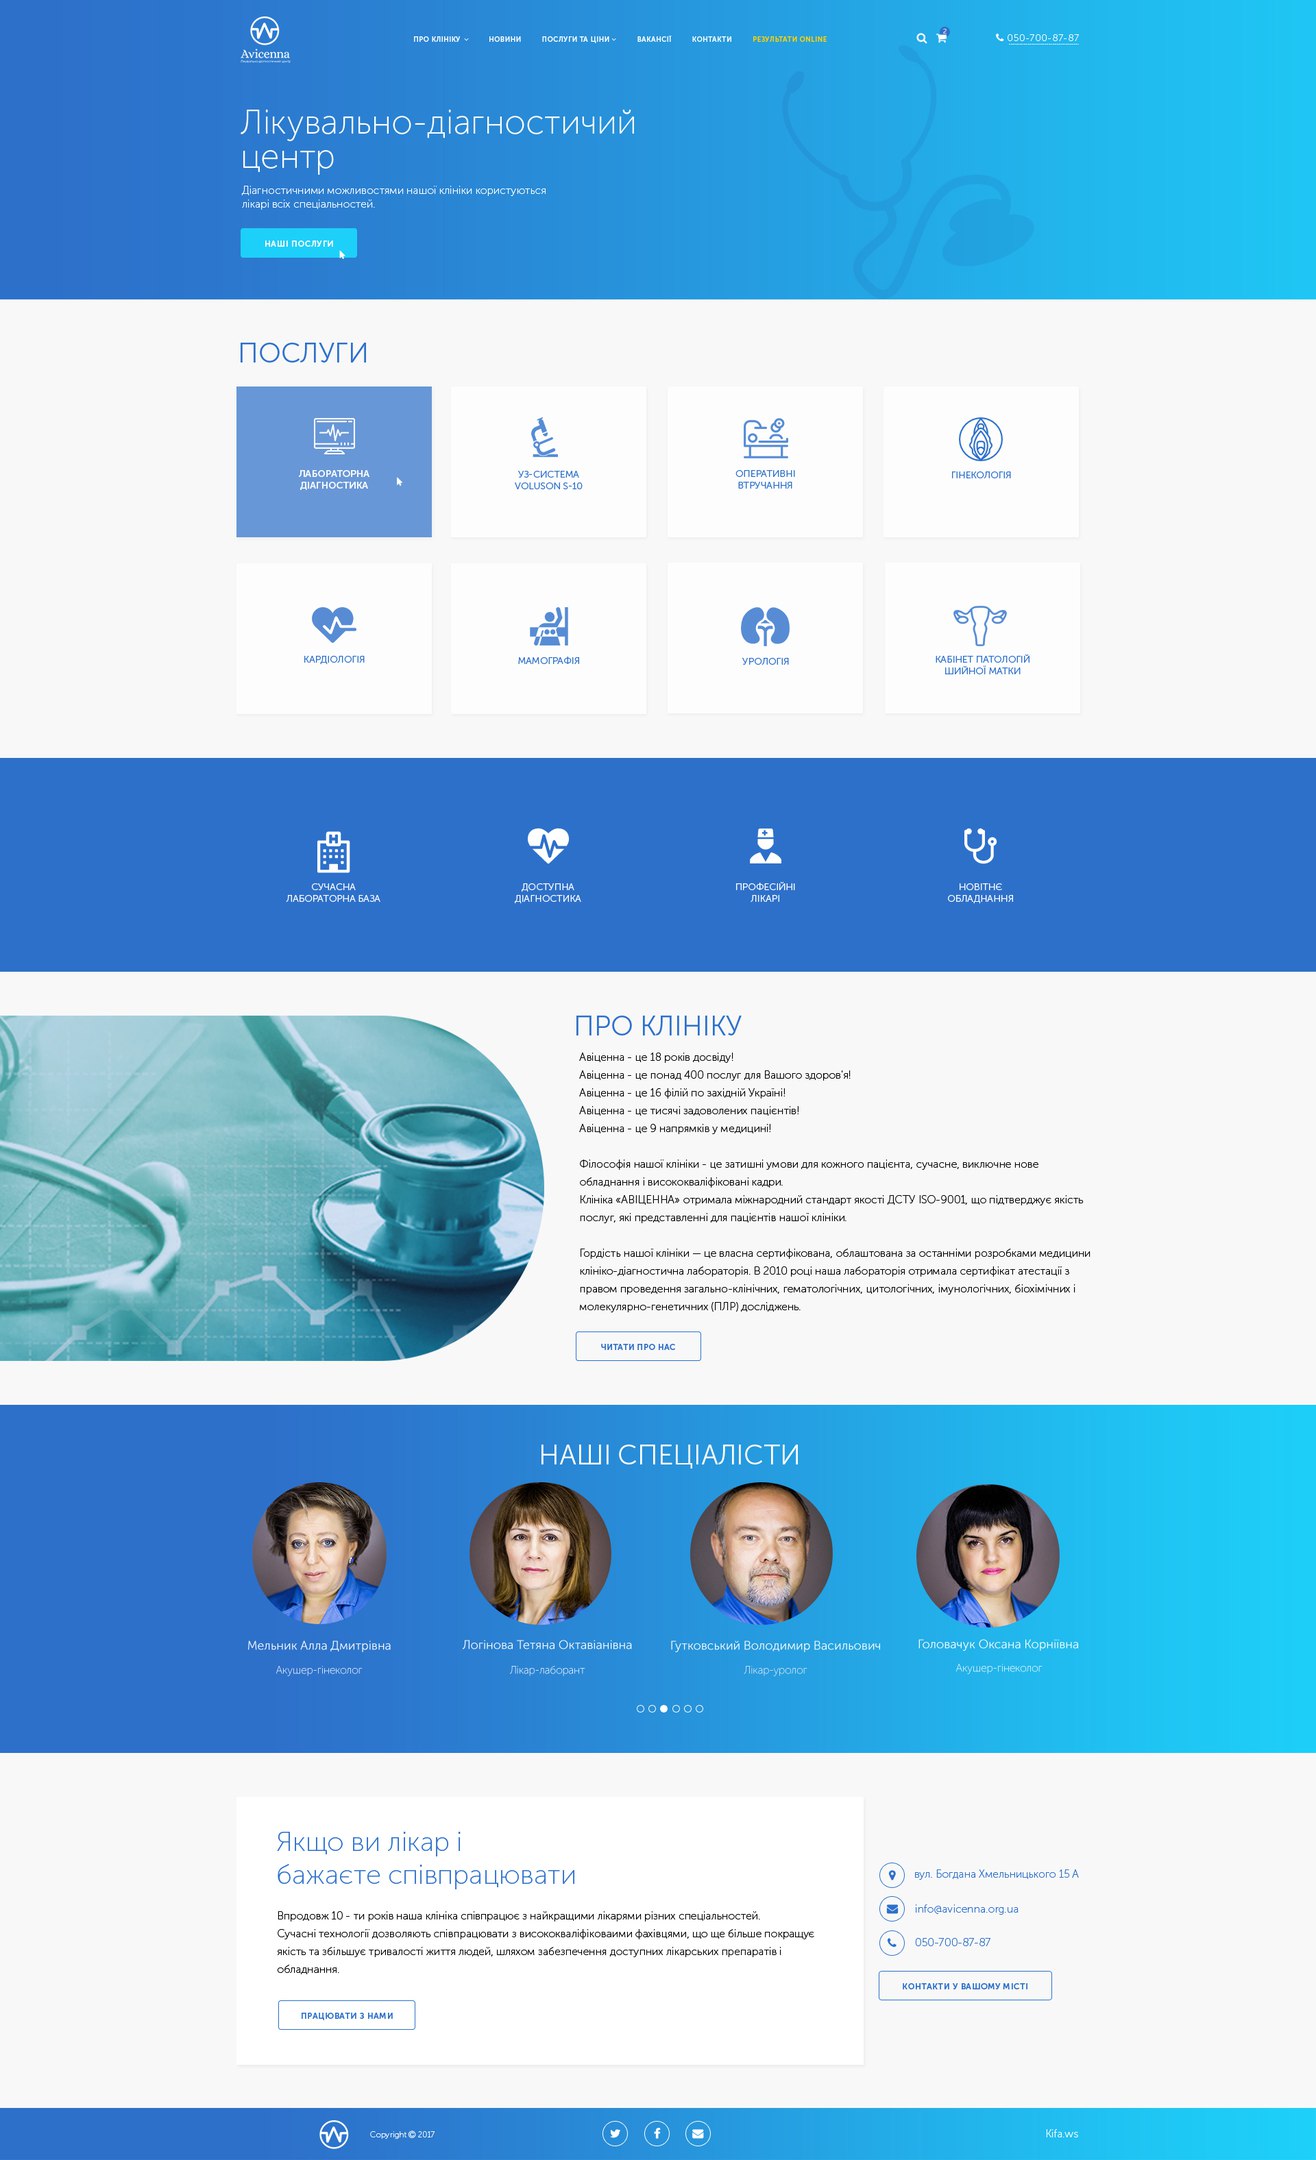 Avicenna
ПРО КЛІНІКУ
НОВИНИ
ПОСЛУГИ ТА ЦІНИ
ВАКАНСІЇ
КОНТАКТИ
РЕЗУЛЬТАТИ ONLINE
2
050-700-87-87
Лікувально-діагностичий
центр
Діагностичними можливостями нашої клініки користуються
лікарі всіх спеціальностей.
НАШІ ПОСЛУГИ
ПОСЛУГИ
ЛАБОРАТОРНА
ДІАГНОСТИКА
УЗ-СИСТЕМА
VOLUSON S-10
ОПЕРАТИВНІ
ВТРУЧАННЯ
ГІНЕКОЛОГІЯ
КАРДІОЛОГІЯ
МАМОГРАФІЯ
УРОЛОГІЯ
КАБІНЕТ ПАТОЛОГІЙ
ШИЙНОЇ МАТКИ
СУЧАСНА
ЛАБОРАТОРНА БАЗА
ДОСТУПНА
ДІАГНОСТИКА
ПРОФЕСІЙНІ
ЛІКАРІ
НОВІТНЄ
ОБЛАДНАННЯ
ПРО КЛІНІКУ
Авіценна - це 18 років досвіду!
Авіценна - це понад 400 послуг для Вашого здоров'я!
Авіценна - це 16 філій по західній Україні!
Авіценна - це тисячі задоволених пацієнтів!
Авіценна - це 9 напрямків у медицині!
Філософія нашої клініки - це затишні умови для кожного пацієнта, сучасне, виключне нове
обладнання і висококваліфіковані кадри.
Клініка «АВІЦЕННА» отримала міжнародний стандарт якості ДСТУ ISO-9001, що підтверджує якість
послуг, які представленні для пацієнтів нашої клініки.
Гордість нашої клініки — це власна сертифікована, облаштована за останніми розробками медицини
клініко-діагностична лабораторія. В 2010 році наша лабораторія отримала сертифікат атестації з
правом проведення загально-клінічних, гематологічних, цитологічних, імунологічних, біохімічних і
молекулярно-генетичних (ПЛР) досліджень.
ЧИТАТИ ПРО НАС
НАШІ СПЕЦІАЛІСТИ
Мельник Алла Дмитрівна
Акушер-гінеколог
Логінова Тетяна Октавіанівна
Лікар-лаборант
Гутковський Володимир Васильович
Лікар-уролог
Головачук Оксана Корніївна
Акушер-гінеколог
Якщо ви лікар і
бажаєте співпрацювати
Впродовж 10 - ти років наша клініка співпрацює з найкращими лікарями різних спеціальностей.
Сучасні технології дозволяють співпрацювати з висококваліфіковаими фахівцями, що ще більше покращує
якість та збільшує тривалості життя людей, шляхом забезпечення доступних лікарських препаратів і
обладнання.
ПРАЦЮВАТИ З НАМИ
вул. Богдана Хмельницького 15 А
info@avicenna.org.ua
050-700-87-87
КОНТАКТИ У ВАШОМУ МІСТІ
Copyright © 2017
Kifa.ws